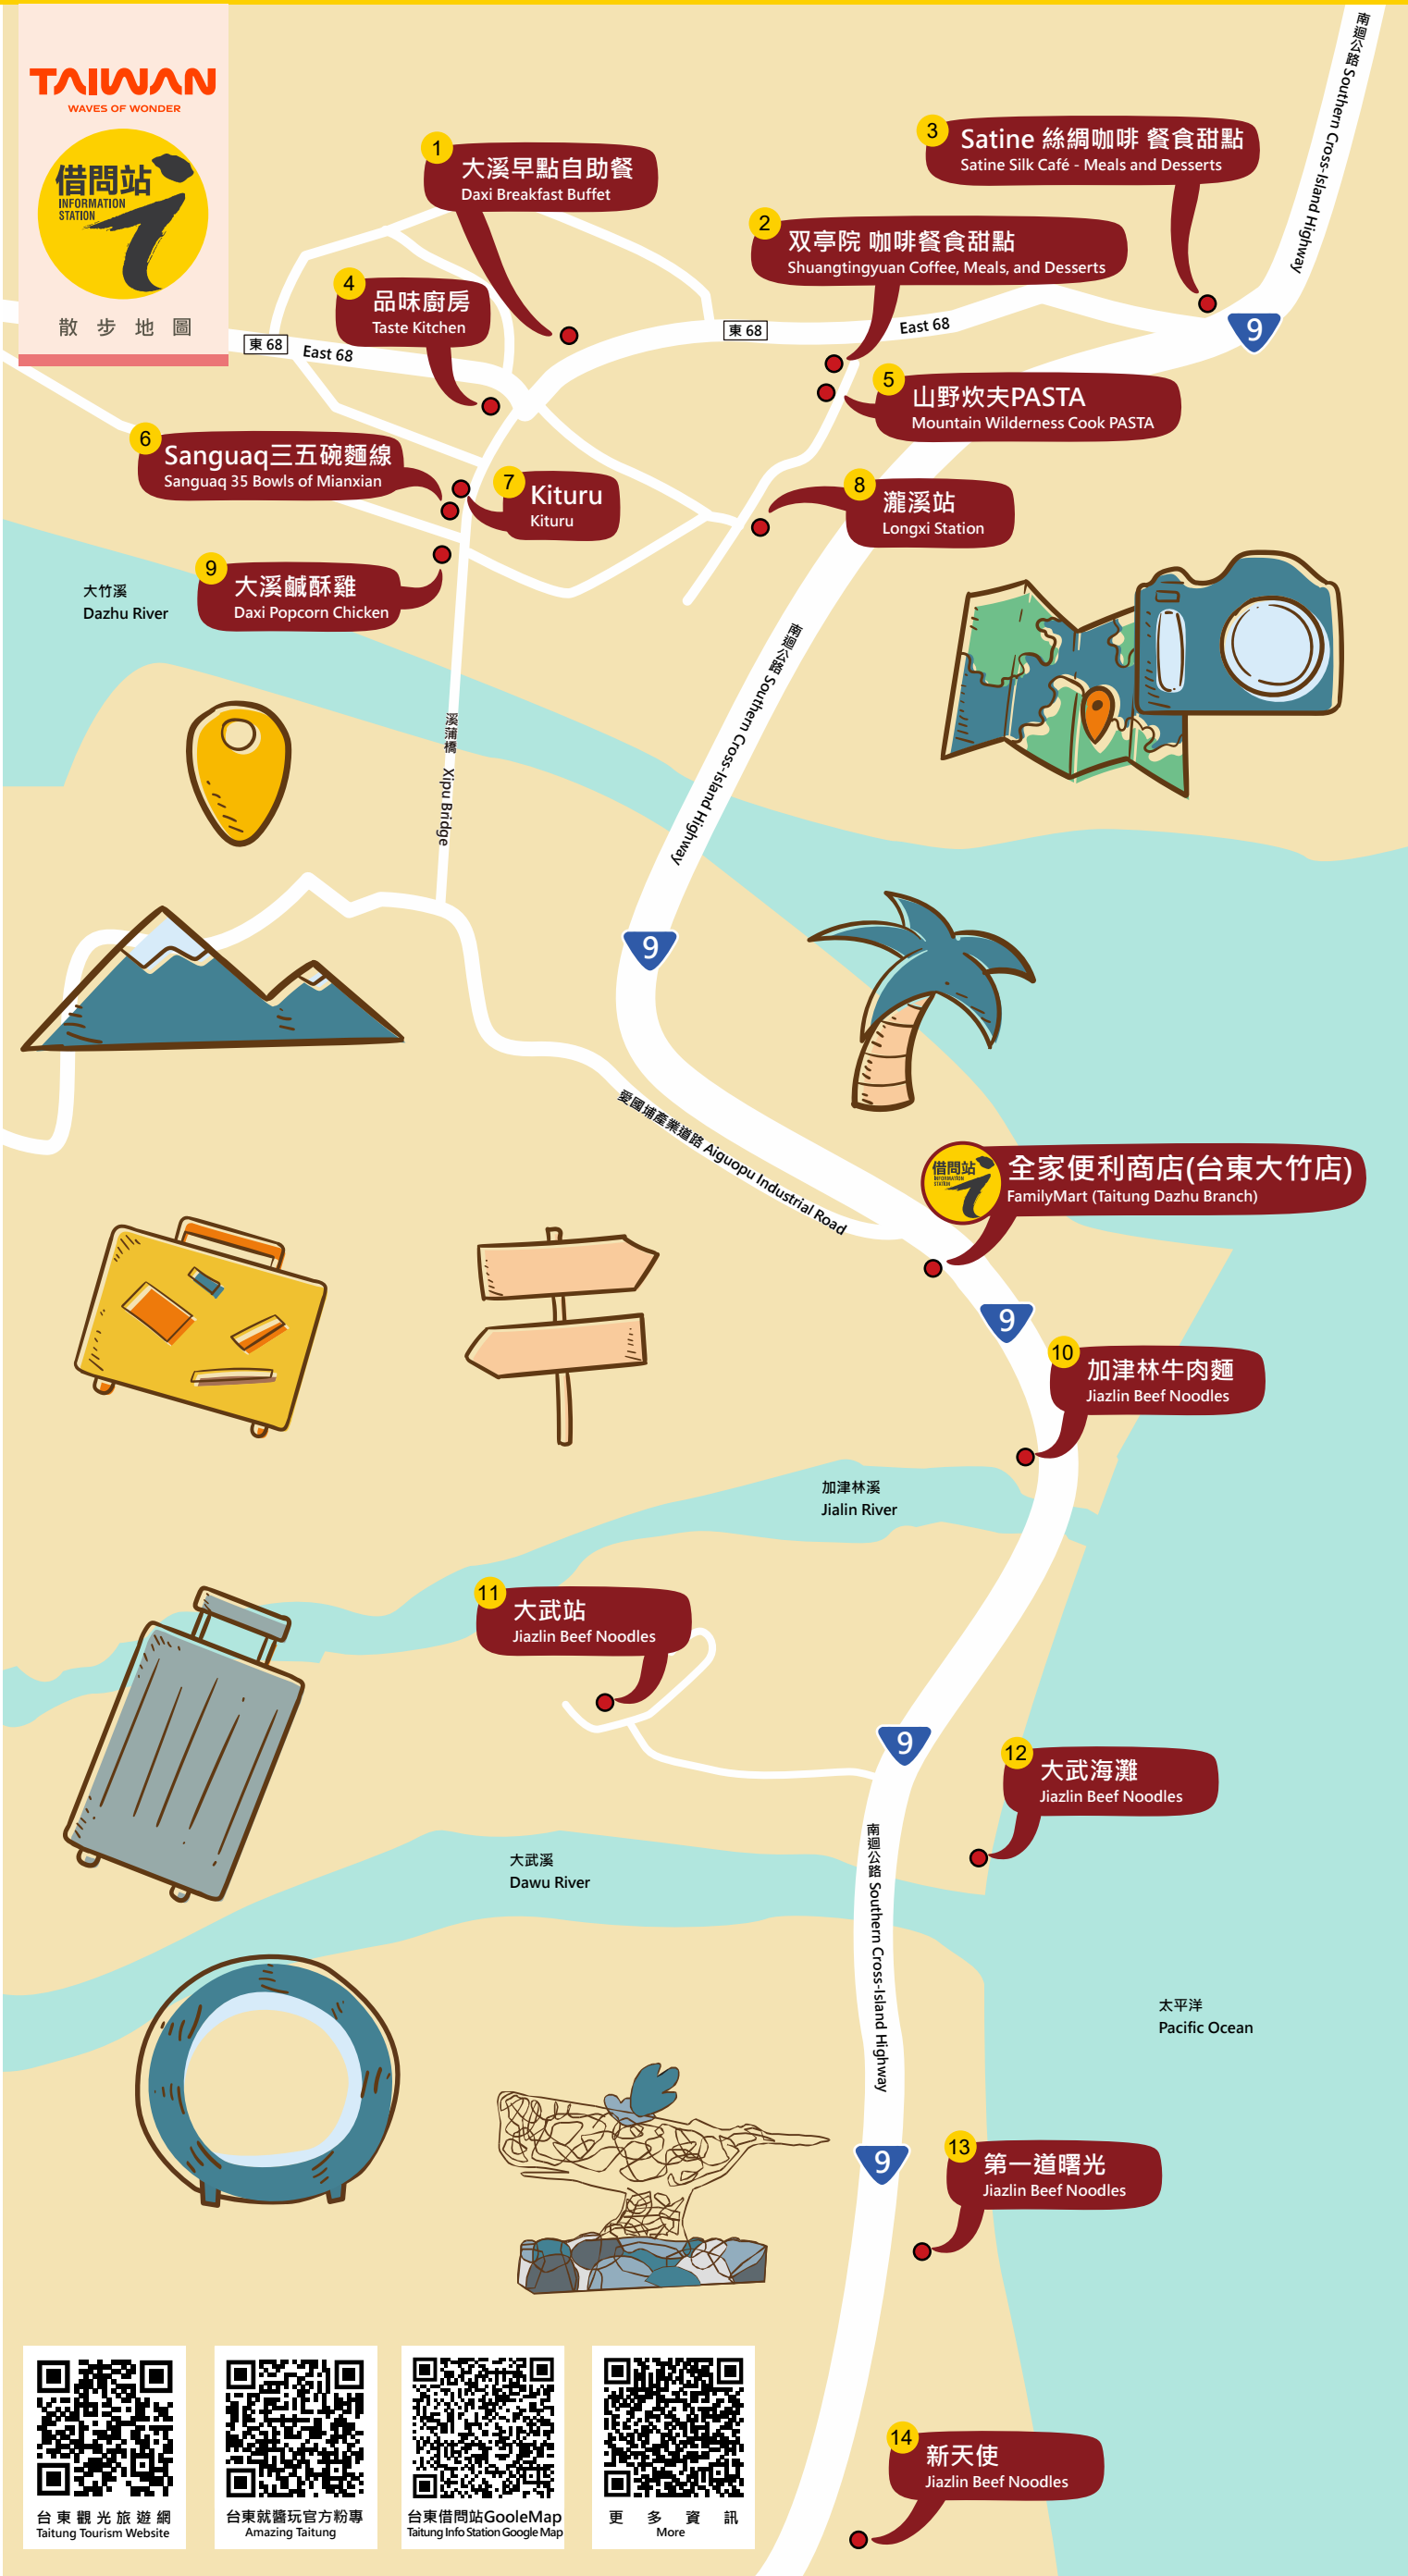 TAIWAN
WAVES OF WONDER
借問站
INFORMATION
STATION
散步地圖
南迴公路 Southern Cross-Island Highway
1
大溪早點自助餐
Daxi Breakfast Buffet
3
Satine 絲綢咖啡 餐食甜點
Satine Silk Café - Meals and Desserts
2
双亭院 咖啡餐食甜點
Shuangtingyuan Coffee, Meals, and Desserts
4
品味廚房
Taste Kitchen
東 68
East 68
東 68
East 68
9
5
山野炊夫PASTA
Mountain Wilderness Cook PASTA
6
Sanguaq三五碗麵線
Sanguaq 35 Bowls of Mianxian
7
Kituru
Kituru
8
瀧溪站
Longxi Station
9
大溪鹹酥雞
Daxi Popcorn Chicken
大竹溪
Dazhu River
南迴公路 Southern Cross-Island Highway
溪蒲橋 Xipu Bridge
9
愛國埔產業道路 Aiguopu Industrial Road
借問站
INFORMATION
STATION
全家便利商店(台東大竹店)
FamilyMart (Taitung Dazhu Branch)
9
10
加津林牛肉麵
Jiazlin Beef Noodles
加津林溪
Jialin River
11
大武站
Jiazlin Beef Noodles
9
12
大武海灘
Jiazlin Beef Noodles
南迴公路 Southern Cross-Island Highway
大武溪
Dawu River
太平洋
Pacific Ocean
9
13
第一道曙光
Jiazlin Beef Noodles
14
新天使
Jiazlin Beef Noodles
台東觀光旅遊網
Taitung Tourism Website
台東就醬玩官方粉專
Amazing Taitung
台東借問站GooleMap
Taitung Info Station Google Map
更多資訊
More